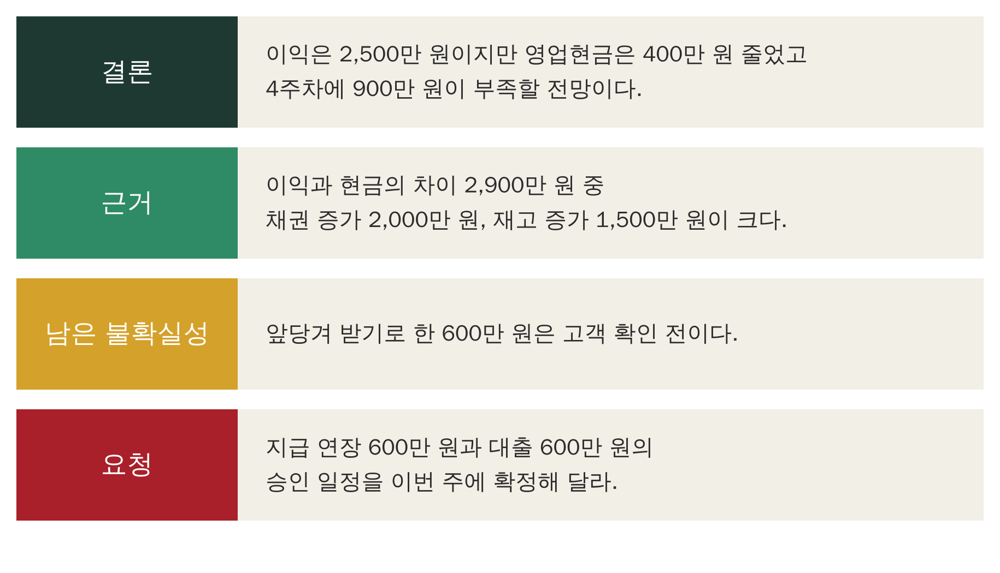 결론
이익은 2,500만 원이지만 영업현금은 400만 원 줄었고
4주차에 900만 원이 부족할 전망이다.
근거
이익과 현금의 차이 2,900만 원 중
채권 증가 2,000만 원, 재고 증가 1,500만 원이 크다.
남은 불확실성
앞당겨 받기로 한 600만 원은 고객 확인 전이다.
요청
지급 연장 600만 원과 대출 600만 원의
승인 일정을 이번 주에 확정해 달라.